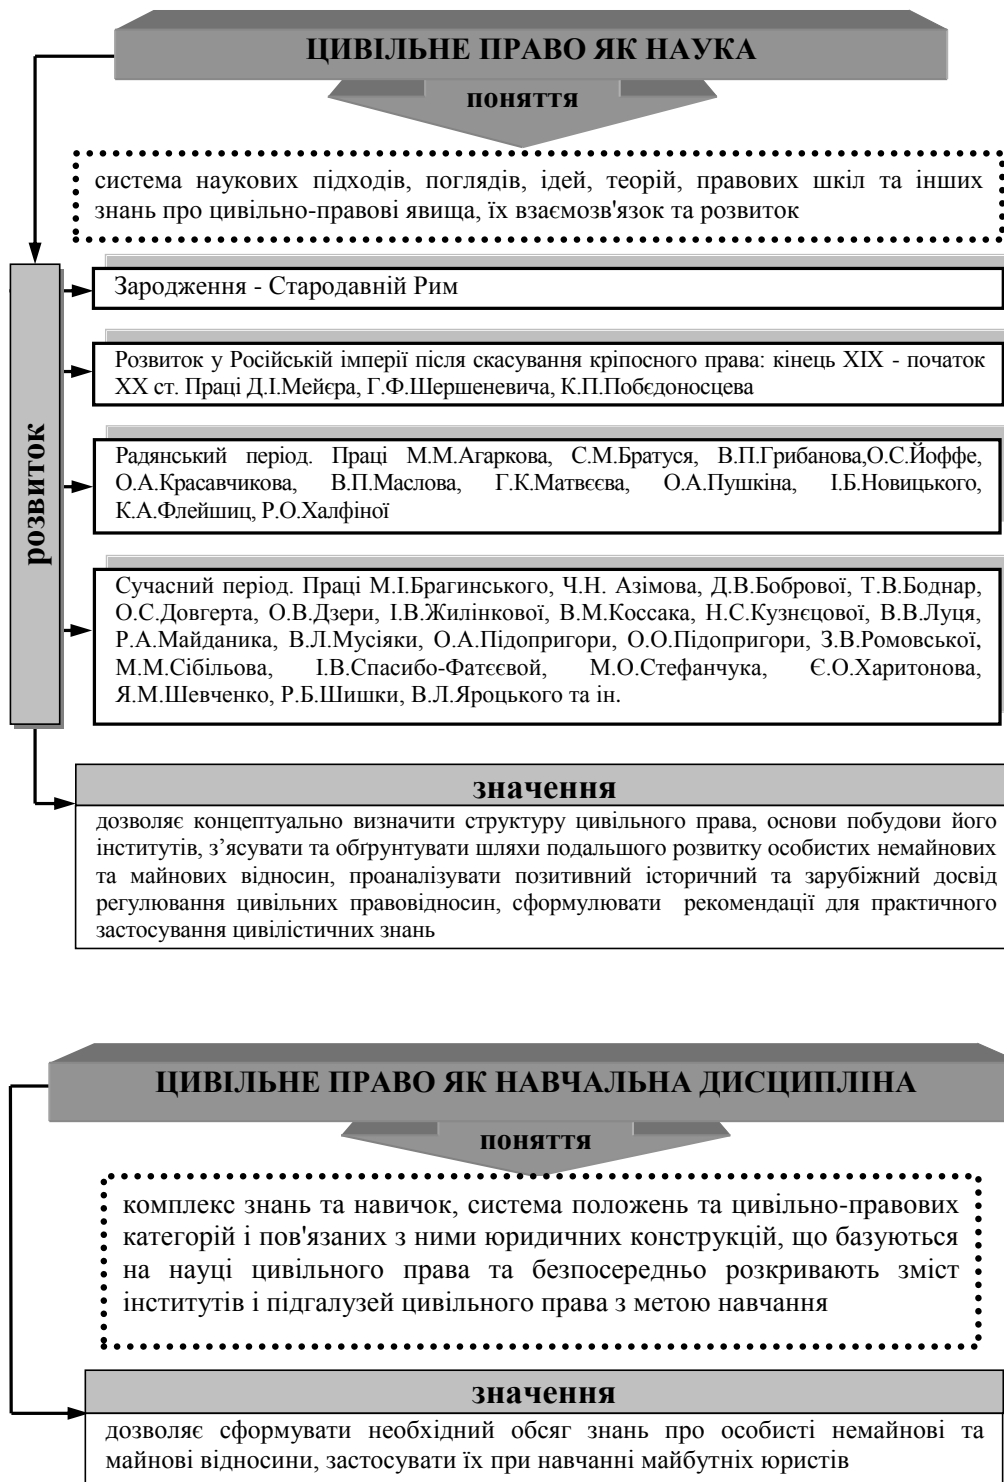 ЦИВІЛЬНЕ ПРАВО ЯК НАУКА
поняття
система наукових підходів, поглядів, ідей, теорій, правових шкіл та інших
знань про цивільно-правові явища, їх взаємозв'язок та розвиток
розвиток
Зародження - Стародавній Рим
Розвиток у Російській імперії після скасування кріпосного права: кінець XIX - початок
XX ст. Праці Д.І.Мейєра, Г.Ф.Шершеневича, К.П.Побєдоносцева
Радянський період. Праці М.М.Агаркова, С.М.Братуся, В.П.Грибанова,О.С.Йоффе,
О.А.Красавчикова, В.П.Маслова, Г.К.Матвєєва, О.А.Пушкіна, І.Б.Новицького,
К.А.Флейшиц, Р.О.Халфіної
Сучасний період. Праці М.І.Брагинського, Ч.Н. Азімова, Д.В.Бобрової, Т.В.Боднар,
О.С.Довгерта, О.В.Дзери, І.В.Жилінкової, В.М.Коссака, Н.С.Кузнєцової, В.В.Луця,
Р.А.Майданика, В.Л.Мусіяки, О.А.Підопригори, О.О.Підопригори, З.В.Ромовської,
М.М.Сібільова, І.В.Спасибо-Фатєєвой, М.О.Стефанчука, Є.О.Харитонова,
Я.М.Шевченко, Р.Б.Шишки, В.Л.Яроцького та ін.
значення
дозволяє концептуально визначити структуру цивільного права, основи побудови його
інститутів, з’ясувати та обґрунтувати шляхи подальшого розвитку особистих немайнових
та майнових відносин, проаналізувати позитивний історичний та зарубіжний досвід
регулювання цивільних правовідносин, сформулювати рекомендації для практичного
застосування цивілістичних знань
ЦИВІЛЬНЕ ПРАВО ЯК НАВЧАЛЬНА ДИСЦИПЛІНА
поняття
комплекс знань та навичок, система положень та цивільно-правових
категорій і пов'язаних з ними юридичних конструкцій, що базуються
на науці цивільного права та безпосередньо розкривають зміст
інститутів і підгалузей цивільного права з метою навчання
значення
дозволяє сформувати необхідний обсяг знань про особисті немайнові та
майнові відносини, застосувати їх при навчанні майбутніх юристів